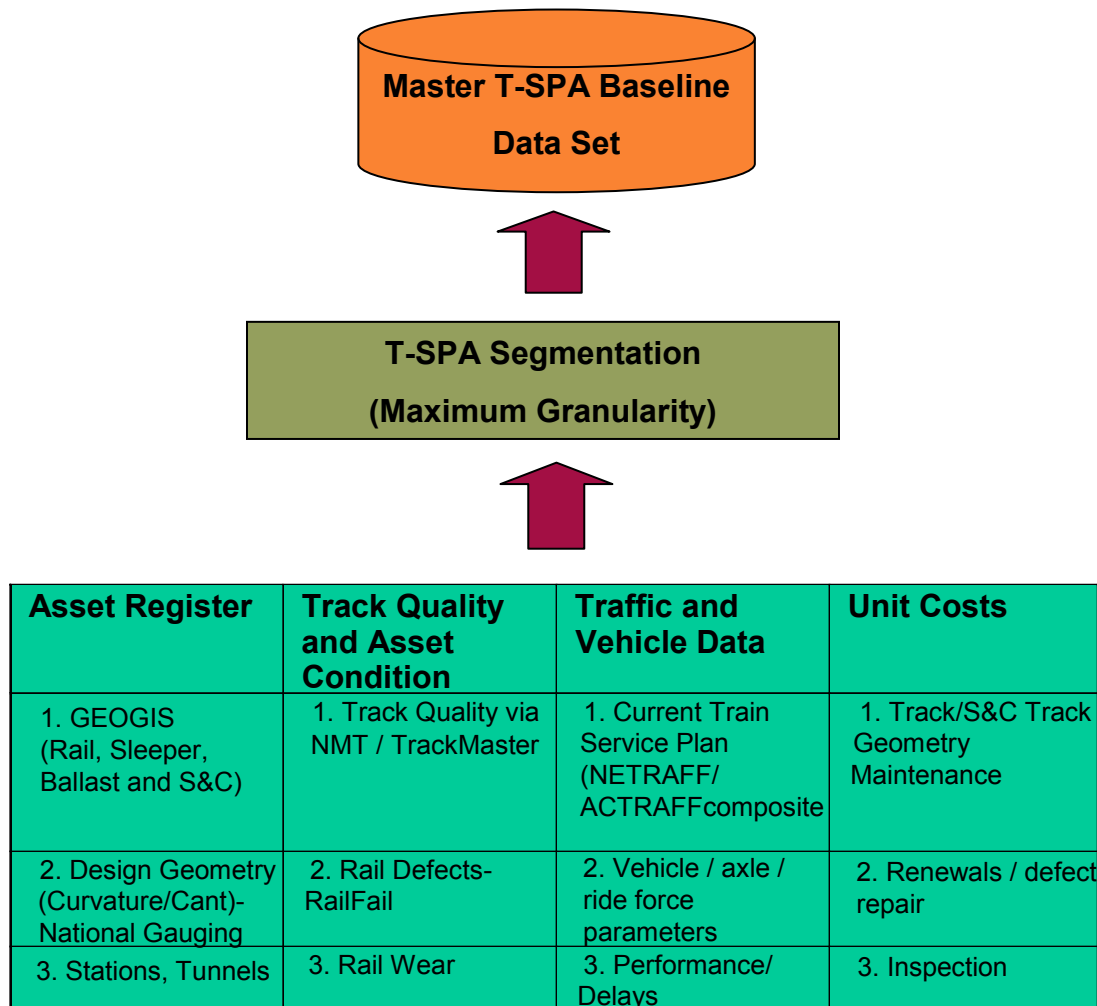 Master T-SPA Baseline
Data Set
T-SPA Segmentation
(Maximum Granularity)
Asset Register
Track Quality
and Asset
Condition
Traffic and
Vehicle Data
Unit Costs
1. GEOGIS
(Rail, Sleeper,
Ballast and S&C)
1. Track Quality via
NMT / TrackMaster
1. Current Train
Service Plan
(NETRAFF/
ACTRAFFcomposite
1. Track/S&C Track
Geometry
Maintenance
2. Design Geometry
(Curvature/Cant)-
National Gauging
2. Rail Defects-
RailFail
2. Vehicle / axle /
ride force
parameters
2. Renewals / defect
repair
3. Stations, Tunnels
3. Rail Wear
3. Performance/
Delays
3. Inspection